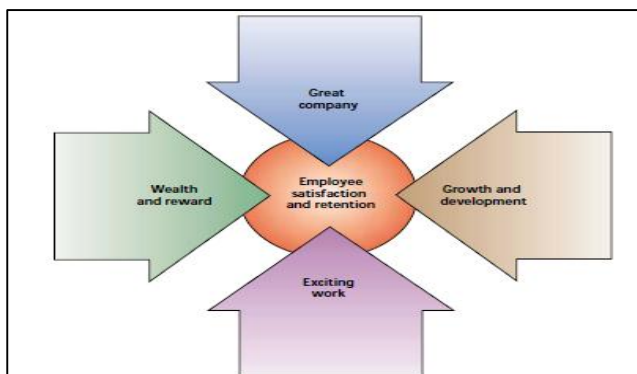 Great
company
Wealth
and reward
Employee
satisfaction
and retention
Growth and
development
Exciting
work